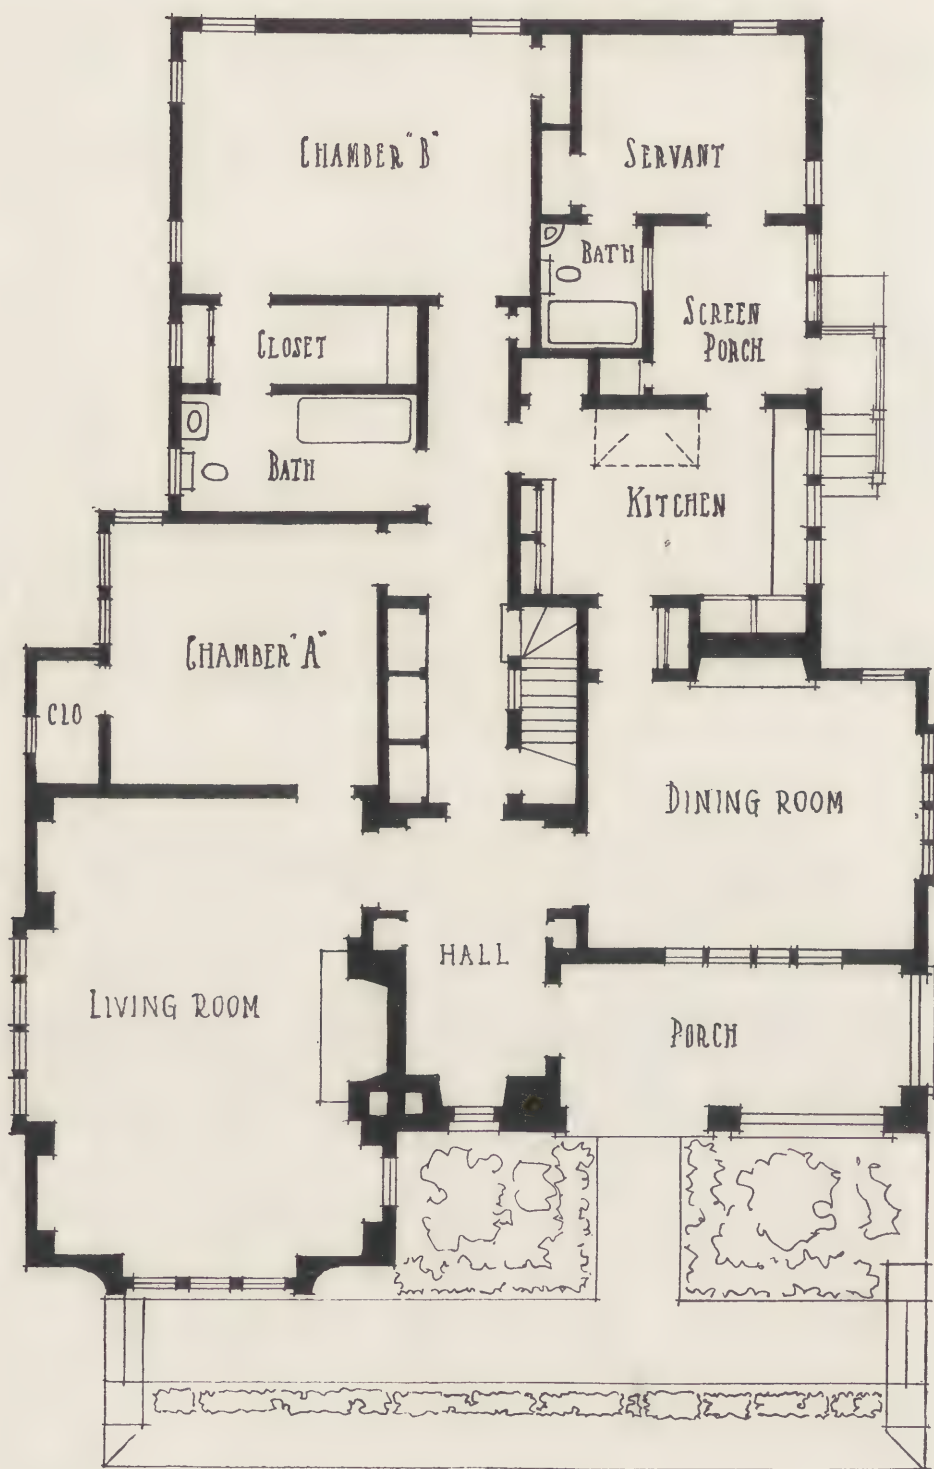 CHAMBER "B"
SERVANT
BATH
SCREEN
PORCH
CLOSET
BATH
KITCHEN
CHAMBER "A"
CLO
DINING ROOM
HALL
LIVING ROOM
PORCH